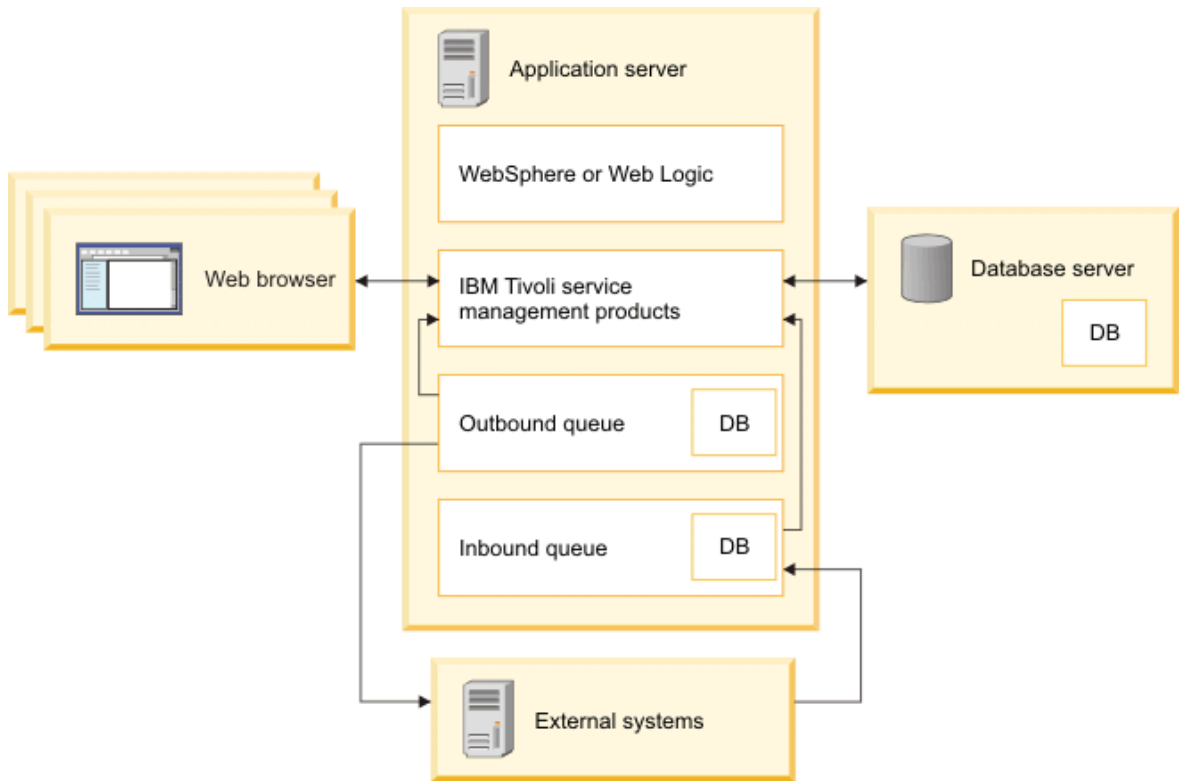 Application server
WebSphere or Web Logic
Web browser
IBM Tivoli service
management products
Database server
DB
Outbound queue
DB
Inbound queue
DB
External systems